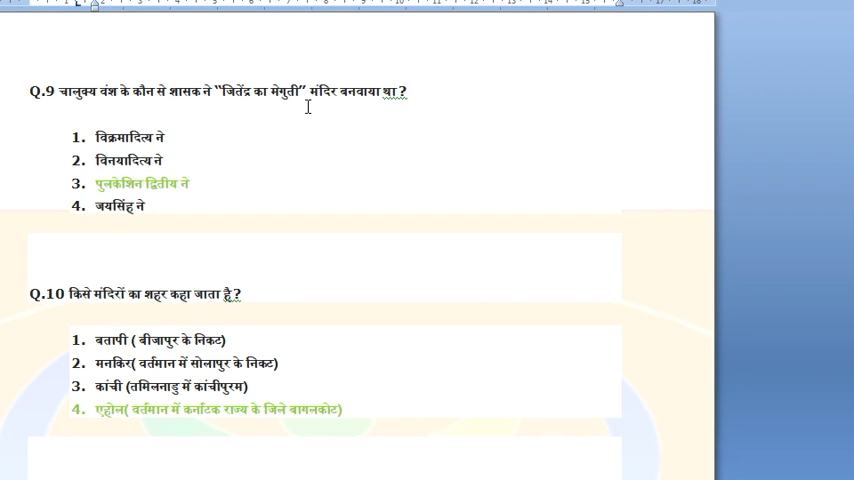 Q.9 चालुक्य वंश के कौन से शासक ने “जितेंद्र का मेगुती” मंदिर बनवाया था ?
1. विक्रमादित्य ने
2. विनयादित्य ने
3. पुलकेशिन द्वितीय ने
4. जयसिंह ने
Q.10 किसे मंदिरों का शहर कहा जाता है ?
1. बतापी ( बीजापुर के निकट)
2. मनकिर( वर्तमान में सोलापुर के निकट)
3. कांची (तमिलनाडु में कांचीपुरम)
4. एहोल( वर्तमान में कर्नाटक राज्य के जिले बागलकोट)